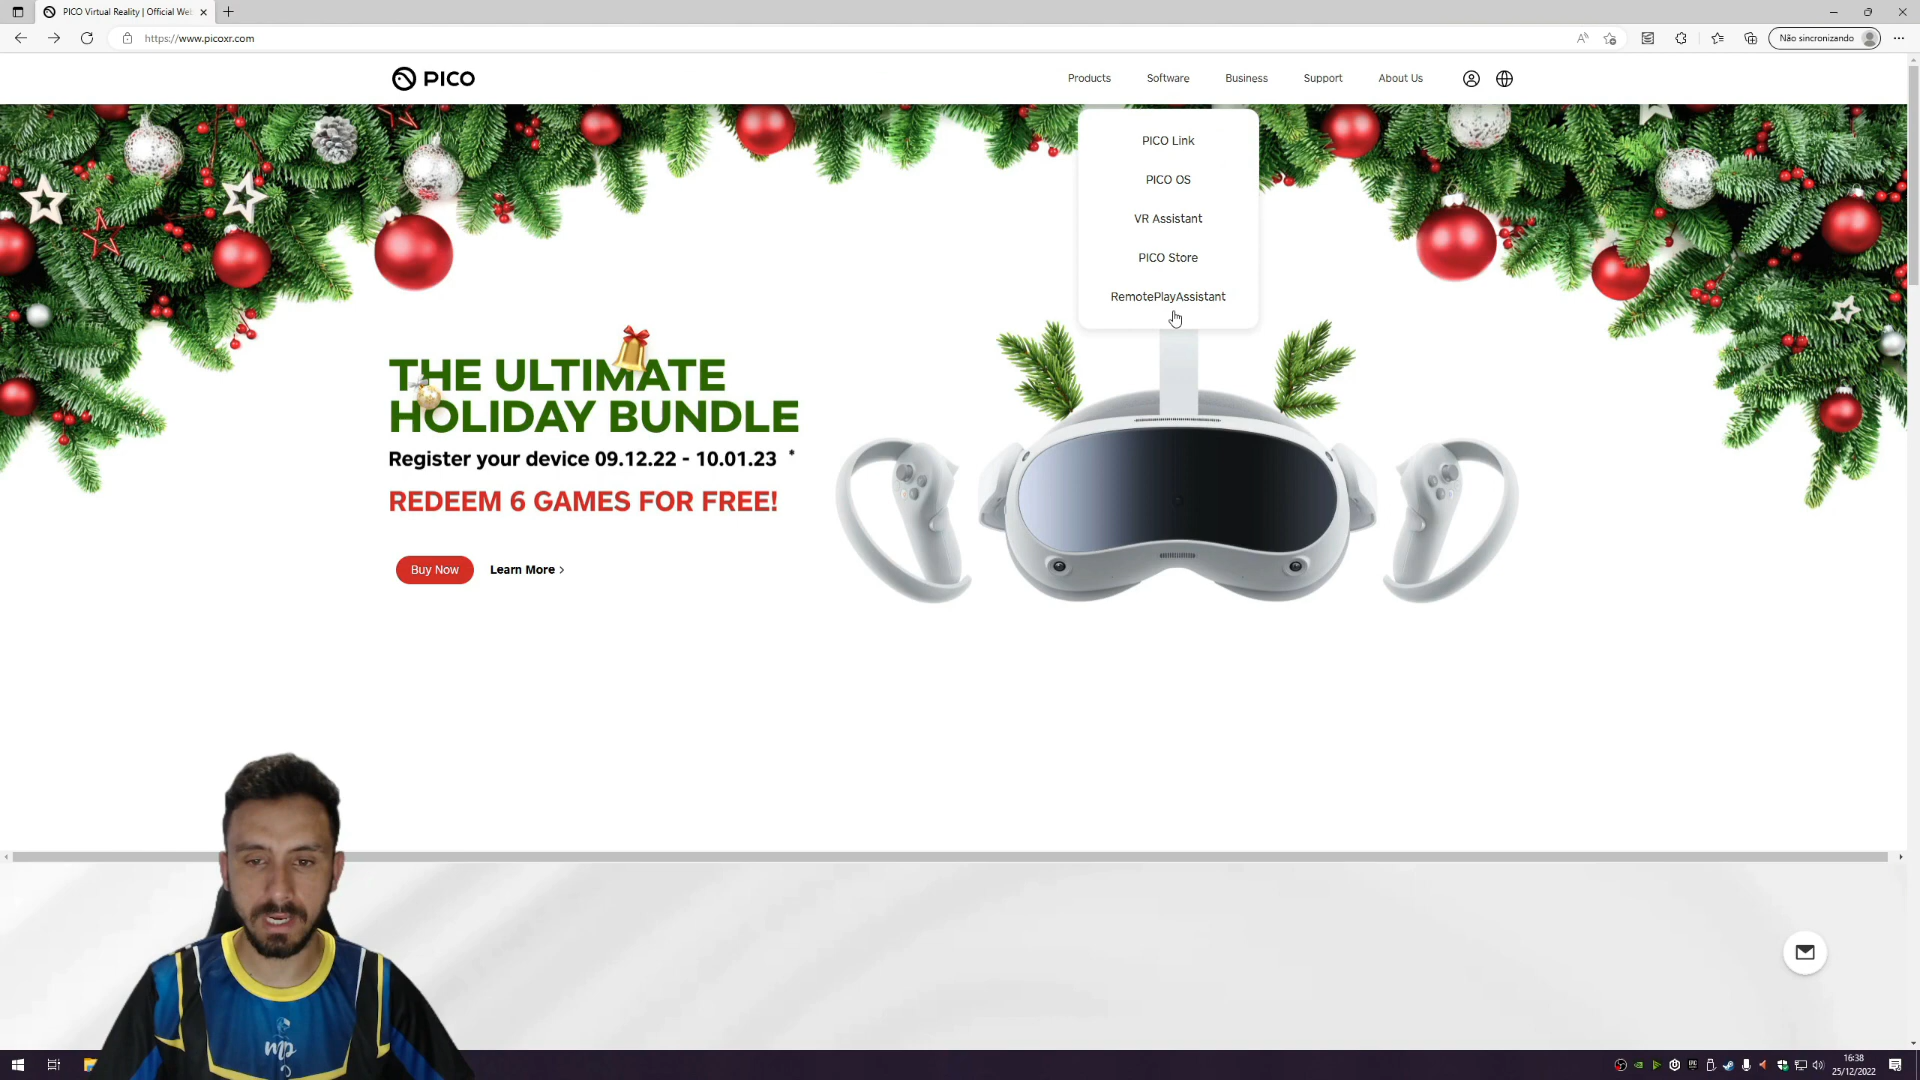 PICO Virtual Reality | Official We
https://www.picoxr.com
Não sincronizando
PICO
Products
Software
Business
Support
About Us
PICO Link
PICO OS
VR Assistant
PICO Store
RemotePlayAssistant
THE ULTIMATE
HOLIDAY BUNDLE
Register your device 09.12.22 - 10.01.23 *
REDEEM 6 GAMES FOR FREE!
Buy Now
Learn More >
mp
16:38
25/12/2022